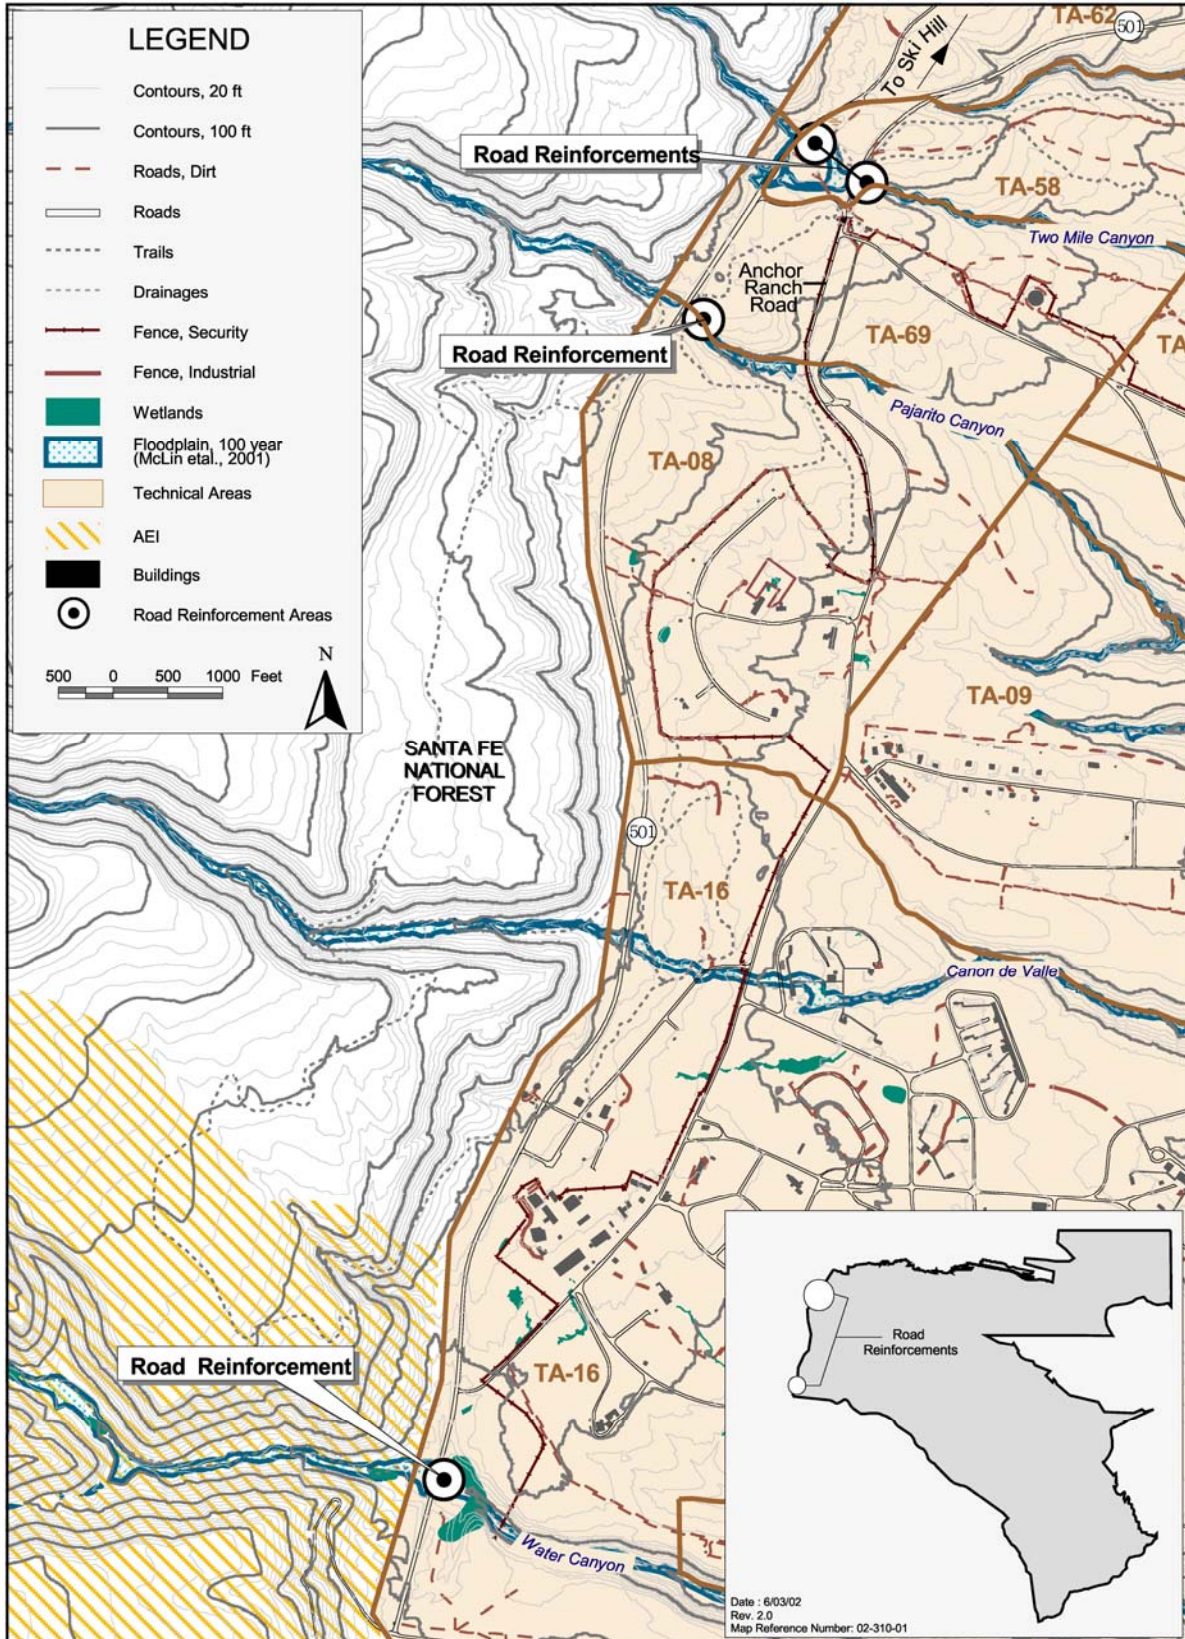 LEGEND
Contours, 20 ft
Contours, 100 ft
Roads, Dirt
Roads
Trails
Drainages
Fence, Security
Fence, Industrial
Wetlands
Floodplain, 100 year
(McLin etal., 2001)
Technical Areas
AEI
Buildings
Road Reinforcement Areas
500 0 500 1000 Feet
N
TA-62
501
To Ski Hill
Road Reinforcements
TA-58
Two Mile Canyon
Anchor
Ranch
Road
TA-69
TA
Road Reinforcement
Pajarito Canyon
TA-08
TA-09
SANTA FE
NATIONAL
FOREST
501
TA-16
Canon de Valle
Road Reinforcement
TA-16
Water Canyon
Road
Reinforcements
Date : 6/03/02
Rev. 2.0
Map Reference Number: 02-310-01